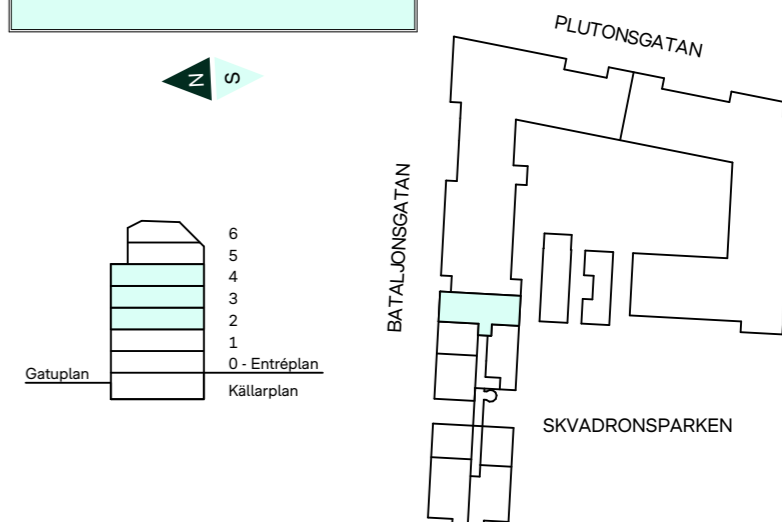 PLUTONSGATAN
N S
BATALJONSGATAN
6
5
4
3
2
1
0 - Entréplan
Gatuplan
Källarplan
SKVADRONSPARKEN